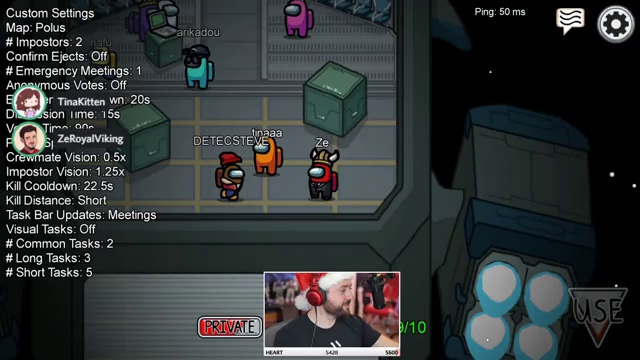 Custom Settings
Ping: 50 ms
Map: Polus
# Impostors: 2
arikadou
Confirm Ejects: Off
# Emergency Meetings: 1
Anonymous Votes: Off
20s
TinaKitten
15s
90s
ZeRoyalViking
DETECSTEVE
tinaaa
Ze
Crewmate Vision: 0.5x
Impostor Vision: 1.25x
Kill Cooldown: 22.5s
Kill Distance: Short
Task Bar Updates: Meetings
Visual Tasks: Off
# Common Tasks: 2
# Long Tasks: 3
# Short Tasks: 5
USE
PRIVATE
9/10
HEART 5428 5600